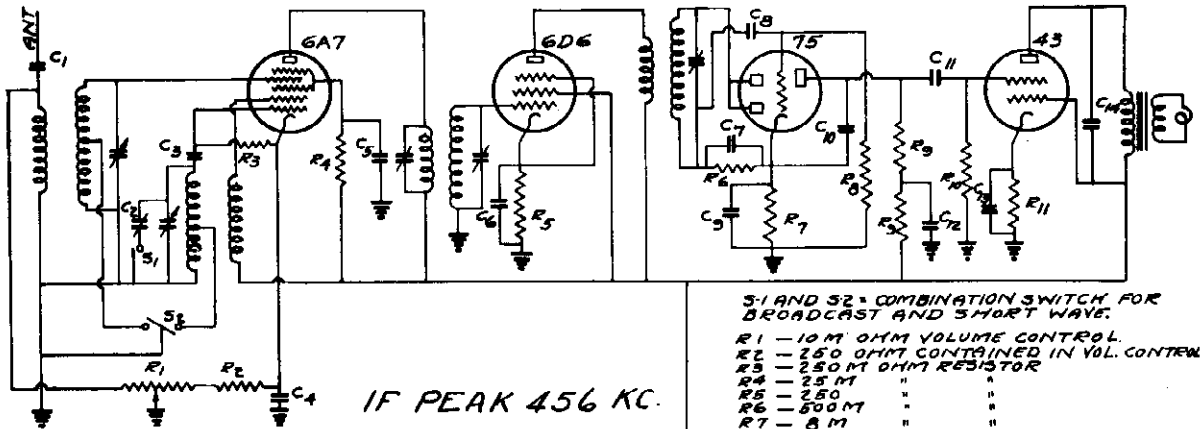 ANT
C1
6A7
6D6
C8
75
C11
43
C14
C3
R3
R4
C5
C7
R6
C10
R8
R9
R10
C2
S1
C6
R5
C9
R7
R9
C12
C13
R11
S2
R1
R2
C4
IF PEAK 456 KC.
S-1 AND S-2 = COMBINATION SWITCH FOR
BROADCAST AND SHORT WAVE.
R1 — 10 M OHM VOLUME CONTROL.
R2 — 250 OHM CONTAINED IN VOL. CONTROL
R3 — 250 M OHM RESISTOR
R4 — 25 M " "
R5 — 250 " "
R6 — 500 M " "
R7 — 8 M " "